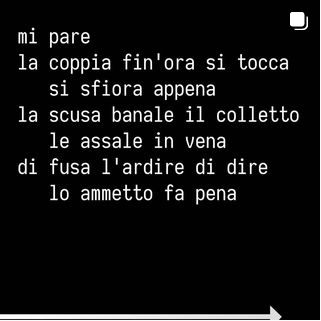 mi pare
la coppia fin'ora si tocca
si sfiora appena
la scusa banale il colletto
le assale in vena
di fusa l'ardire di dire
lo ammetto fa pena